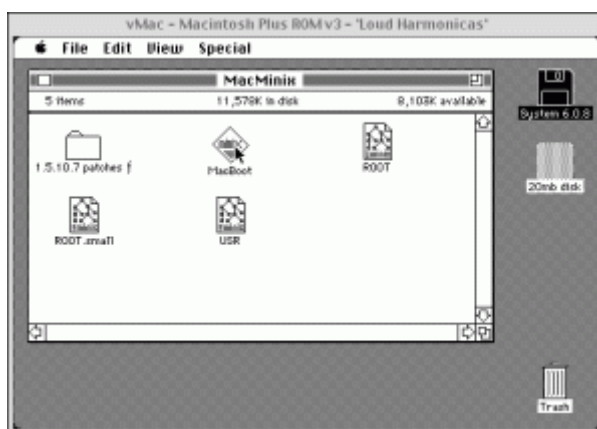 vMac - Macintosh Plus ROM v3 - 'Loud Harmonicas'
File Edit View Special
MacMinix
5 items 11,578K in disk 8,103K available
1.5.10.7 patches ƒ
MacBoot
ROOT
ROOT.small
USR
System 6.0.8
20mb disk
Trash